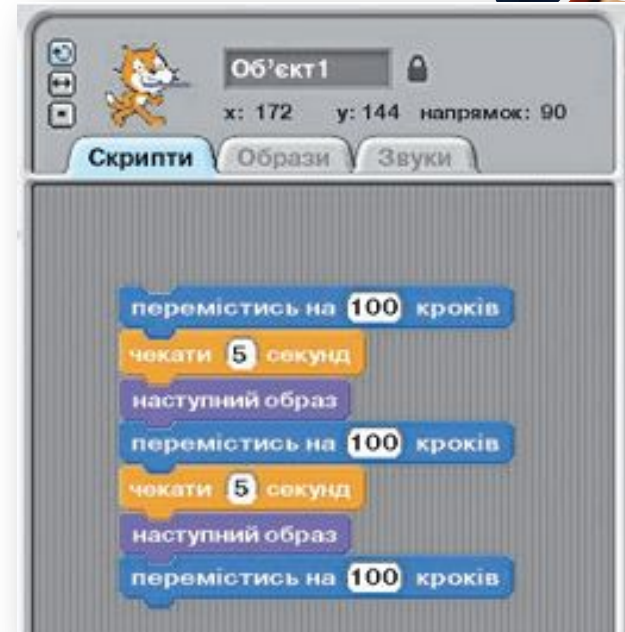 Об'єкт1
x: 172 y: 144 напрямок: 90
Скрипти Образи Звуки
перемістись на 100 кроків
чекати 5 секунд
наступний образ
перемістись на 100 кроків
чекати 5 секунд
наступний образ
перемістись на 100 кроків